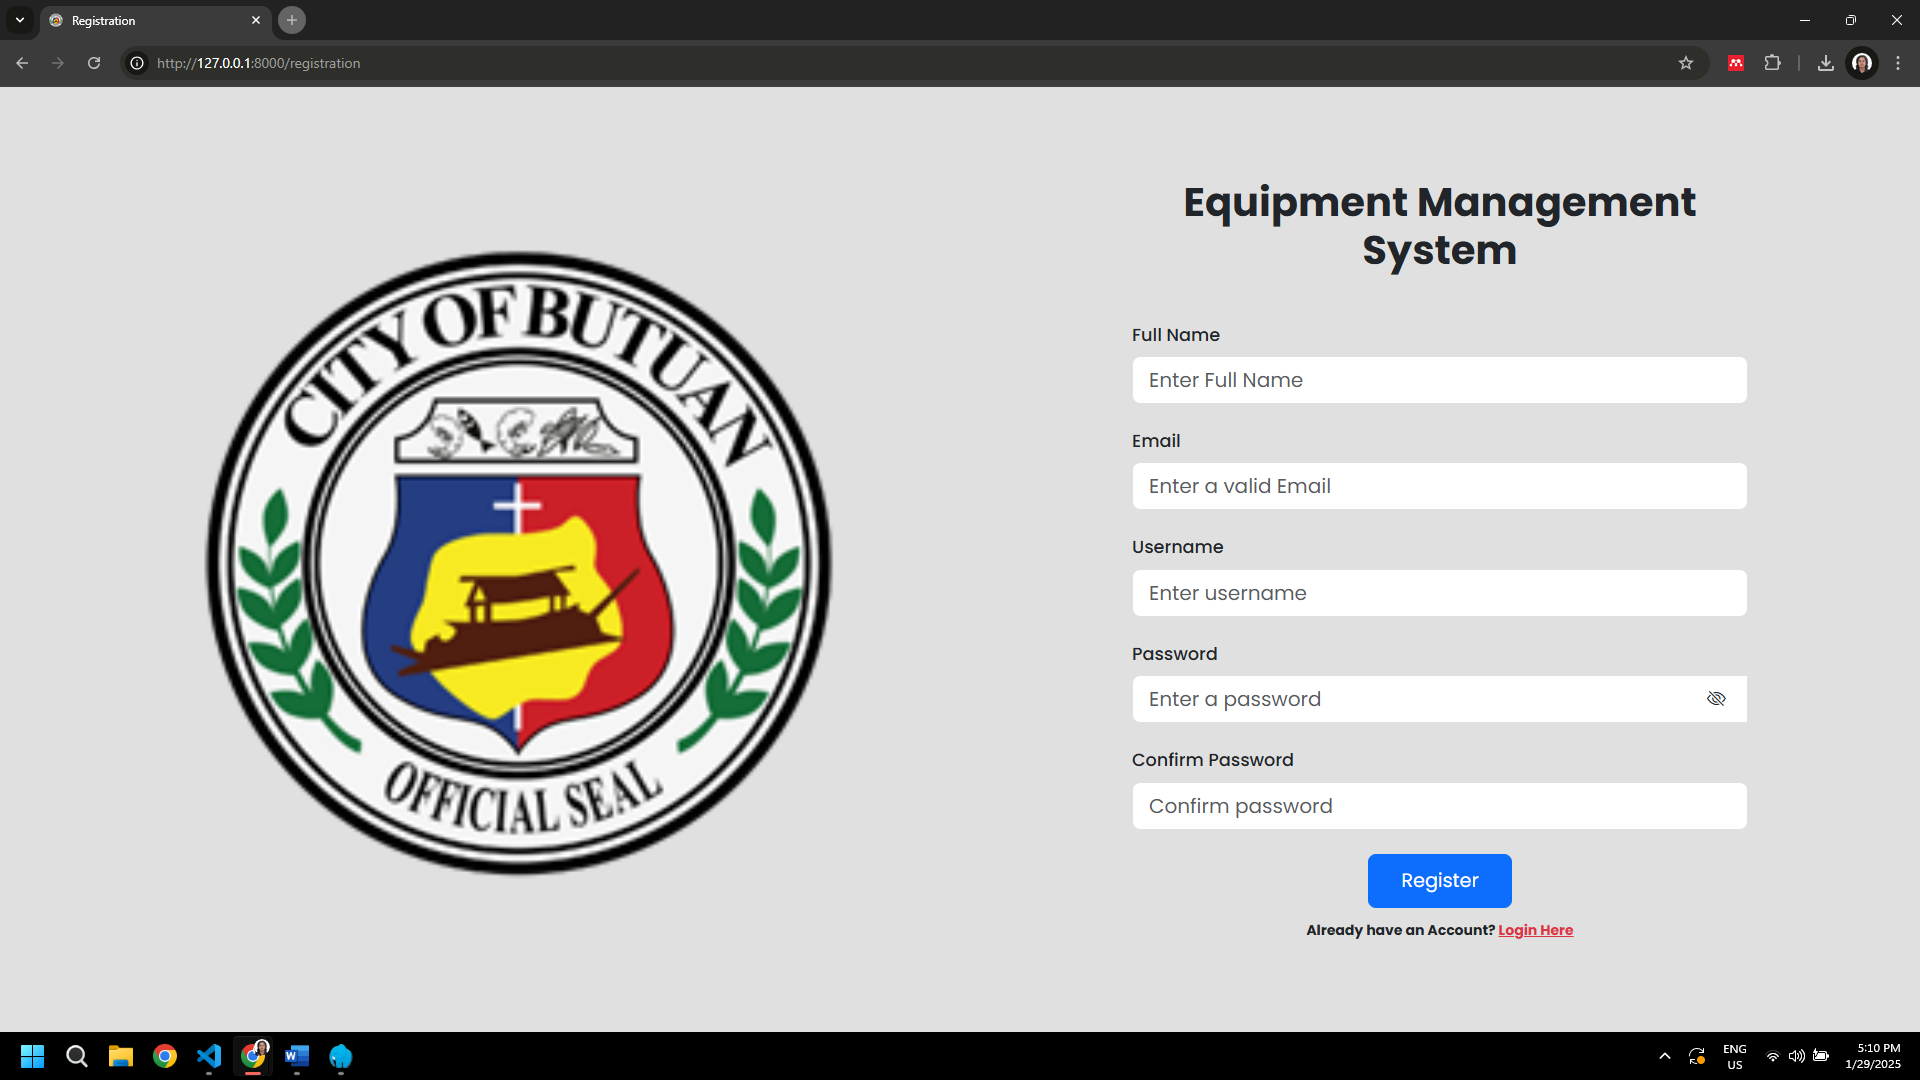 Registration
http://127.0.0.1:8000/registration
CITY OF BUTUAN
OFFICIAL SEAL
Equipment Management
System
Full Name
Enter Full Name
Email
Enter a valid Email
Username
Enter username
Password
Enter a password
Confirm Password
Confirm password
Register
Already have an Account? Login Here
ENG
US
5:10 PM
1/29/2025